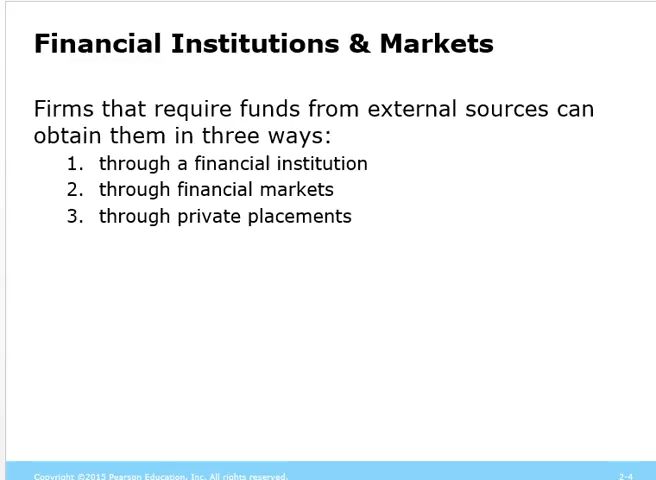 Financial Institutions & Markets
Firms that require funds from external sources can
obtain them in three ways:
1. through a financial institution
2. through financial markets
3. through private placements
Copyright ©2015 Pearson Education, Inc. All rights reserved.
2-4